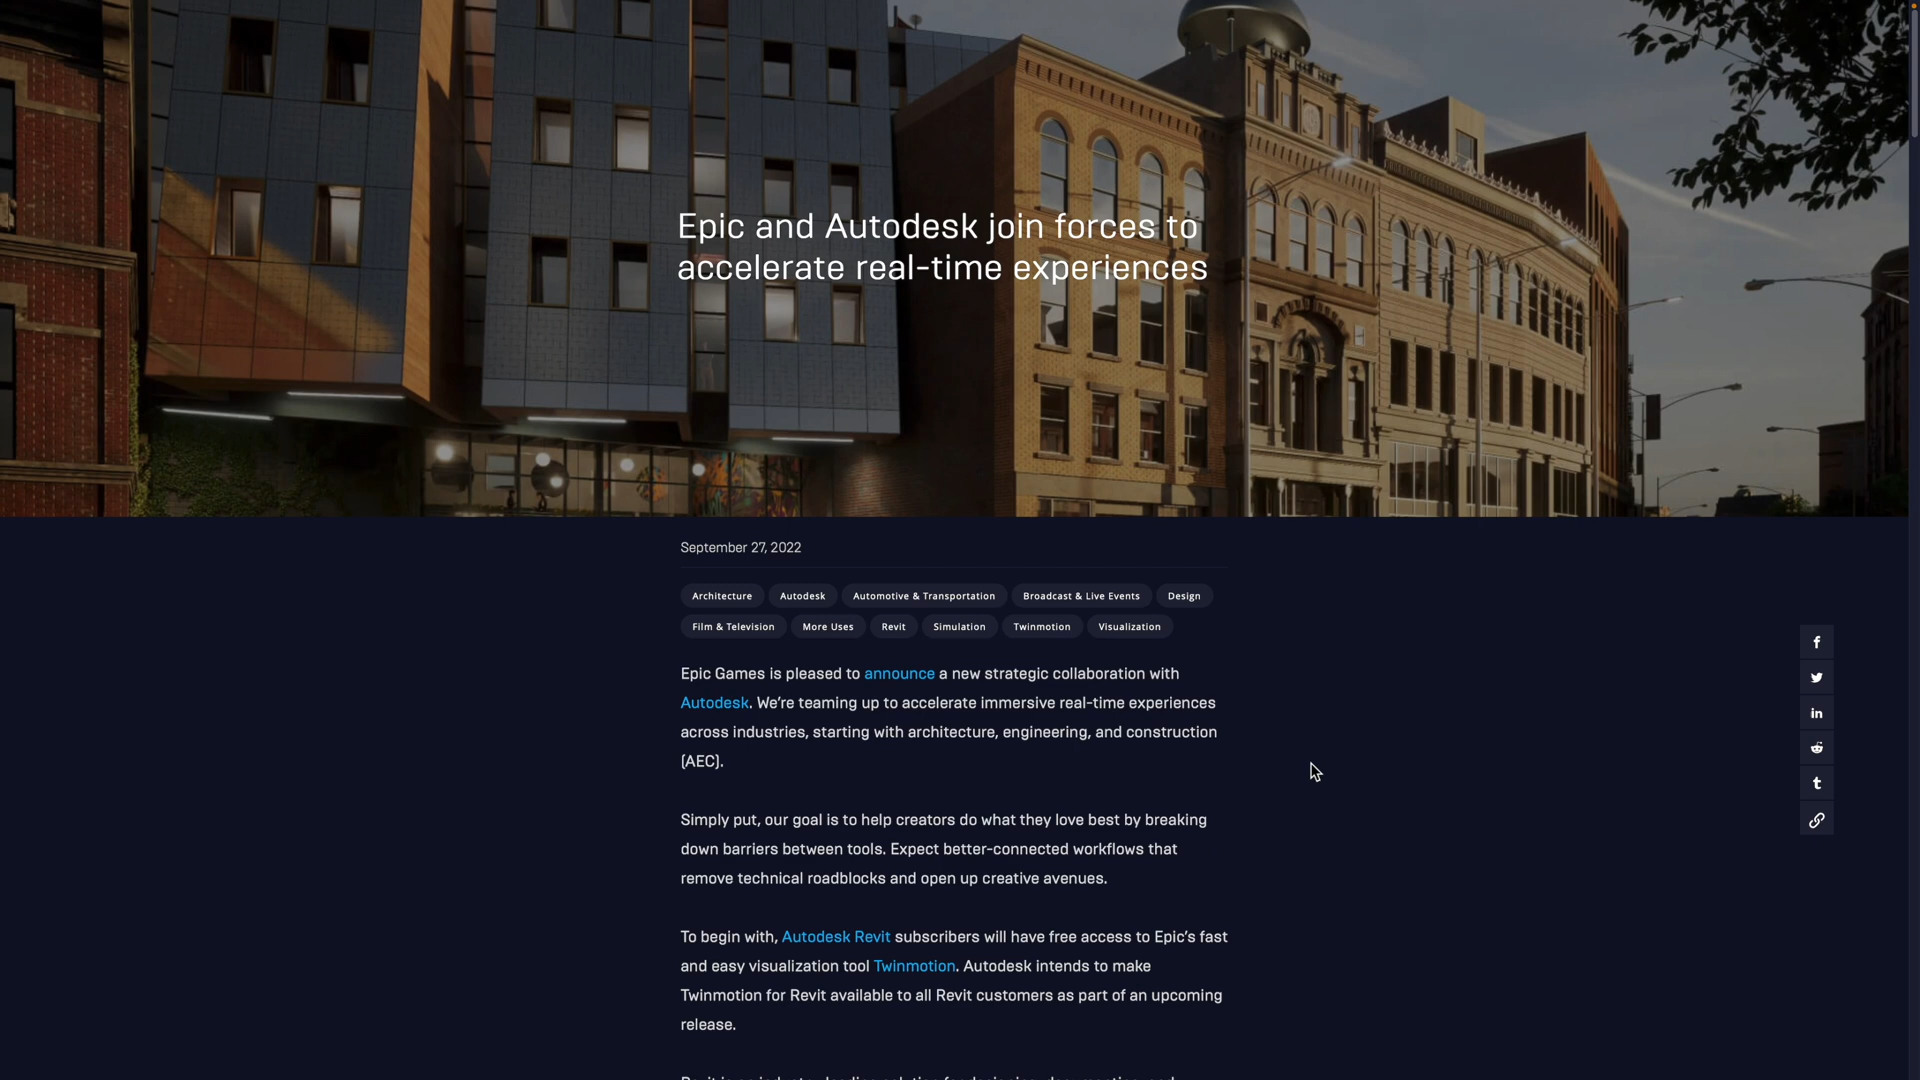 Epic and Autodesk join forces to
accelerate real-time experiences
September 27, 2022
Architecture
Autodesk
Automotive & Transportation
Broadcast & Live Events
Design
Film & Television
More Uses
Revit
Simulation
Twinmotion
Visualization
Epic Games is pleased to announce a new strategic collaboration with
Autodesk. We’re teaming up to accelerate immersive real-time experiences
across industries, starting with architecture, engineering, and construction
(AEC).
Simply put, our goal is to help creators do what they love best by breaking
down barriers between tools. Expect better-connected workflows that
remove technical roadblocks and open up creative avenues.
To begin with, Autodesk Revit subscribers will have free access to Epic’s fast
and easy visualization tool Twinmotion. Autodesk intends to make
Twinmotion for Revit available to all Revit customers as part of an upcoming
release.